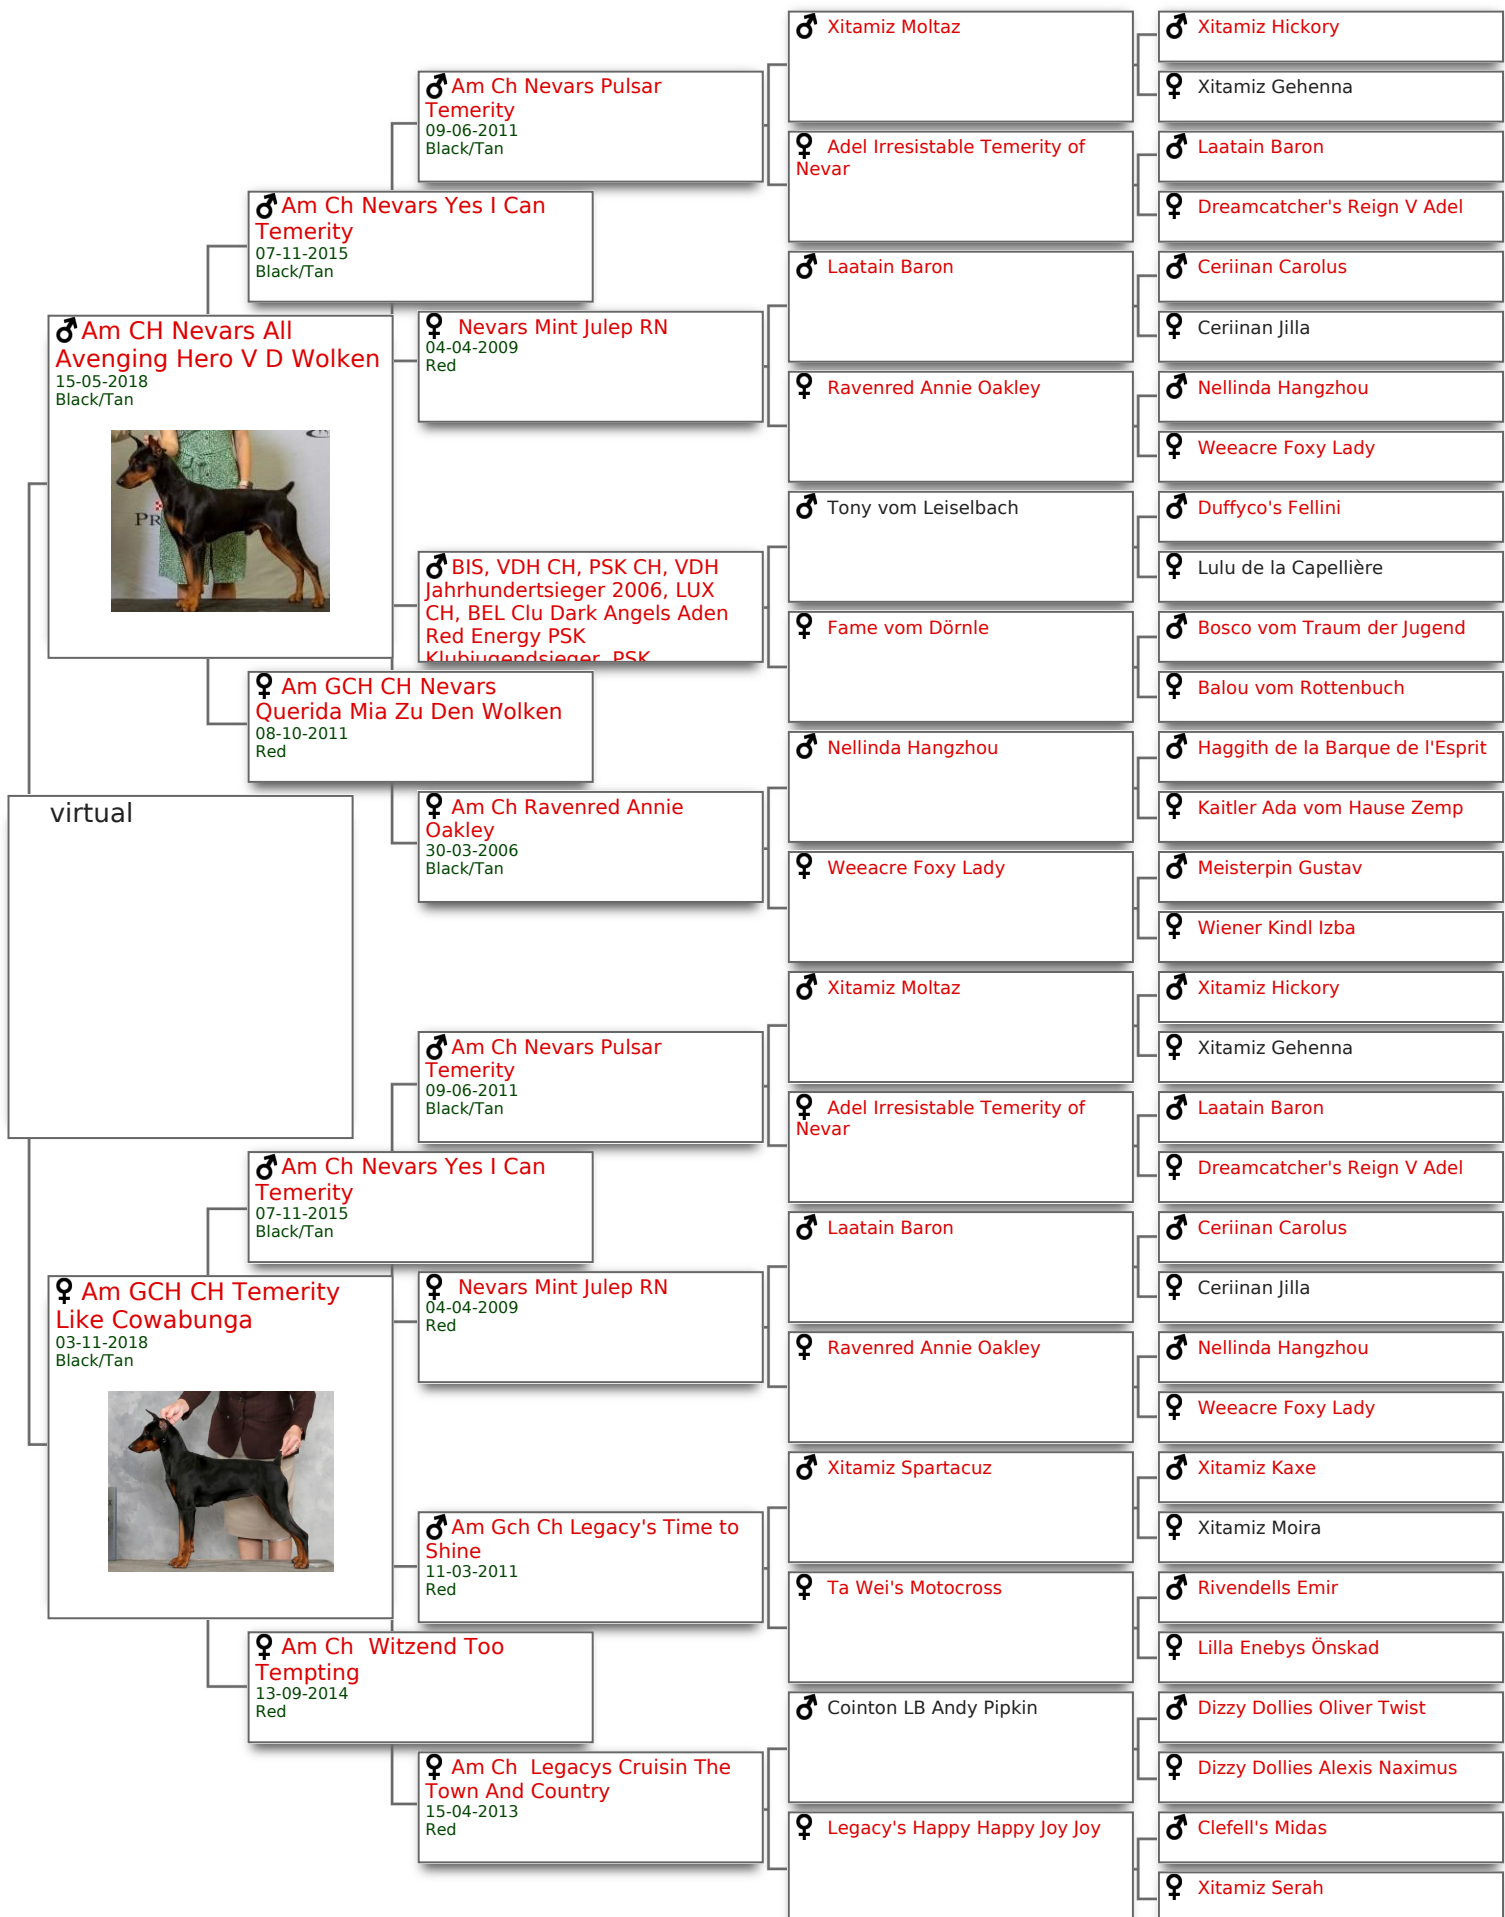 virtual
Am CH Nevars All
Avenging Hero V D Wolken
15-05-2018
Black/Tan
PR
Am GCH CH Temerity
Like Cowabunga
03-11-2018
Black/Tan
Am Ch Nevars Yes I Can
Temerity
07-11-2015
Black/Tan
Am GCH CH Nevars
Querida Mia Zu Den Wolken
08-10-2011
Red
Am Ch Nevars Yes I Can
Temerity
07-11-2015
Black/Tan
Am Ch Witzend Too
Tempting
13-09-2014
Red
Am Ch Nevars Pulsar
Temerity
09-06-2011
Black/Tan
Nevars Mint Julep RN
04-04-2009
Red
BIS, VDH CH, PSK CH, VDH
Jahrhundertsieger 2006, LUX
CH, BEL Clu Dark Angels Aden
Red Energy PSK
Klubjugendsieger, PSK
Am Ch Ravenred Annie
Oakley
30-03-2006
Black/Tan
Am Ch Nevars Pulsar
Temerity
09-06-2011
Black/Tan
Nevars Mint Julep RN
04-04-2009
Red
Am Gch Ch Legacy's Time to
Shine
11-03-2011
Red
Am Ch Legacys Cruisin The
Town And Country
15-04-2013
Red
Xitamiz Moltaz
Adel Irresistable Temerity of
Nevar
Laatain Baron
Ravenred Annie Oakley
Tony vom Leiselbach
Fame vom Dörnle
Nellinda Hangzhou
Weeacre Foxy Lady
Xitamiz Moltaz
Adel Irresistable Temerity of
Nevar
Laatain Baron
Ravenred Annie Oakley
Xitamiz Spartacuz
Ta Wei's Motocross
Cointon LB Andy Pipkin
Legacy's Happy Happy Joy Joy
Xitamiz Hickory
Xitamiz Gehenna
Laatain Baron
Dreamcatcher's Reign V Adel
Ceriinan Carolus
Ceriinan Jilla
Nellinda Hangzhou
Weeacre Foxy Lady
Duffyco's Fellini
Lulu de la Capellière
Bosco vom Traum der Jugend
Balou vom Rottenbuch
Haggith de la Barque de l'Esprit
Kaitler Ada vom Hause Zemp
Meisterpin Gustav
Wiener Kindl Izba
Xitamiz Hickory
Xitamiz Gehenna
Laatain Baron
Dreamcatcher's Reign V Adel
Ceriinan Carolus
Ceriinan Jilla
Nellinda Hangzhou
Weeacre Foxy Lady
Xitamiz Kaxe
Xitamiz Moira
Rivendells Emir
Lilla Enebys Önskad
Dizzy Dollies Oliver Twist
Dizzy Dollies Alexis Naximus
Clefell's Midas
Xitamiz Serah